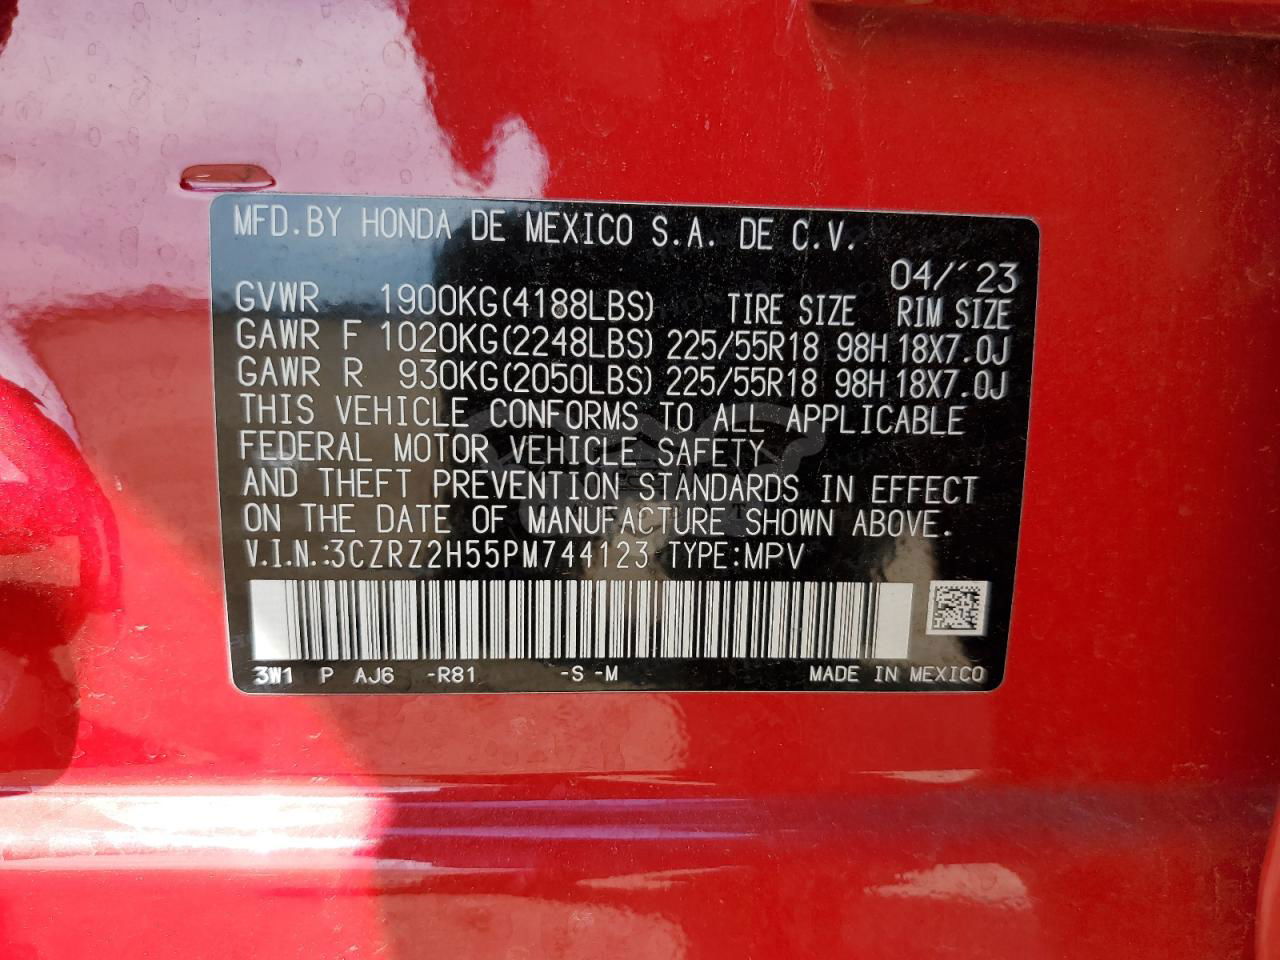 MFD.BY HONDA DE MEXICO S.A. DE C.V.
04/´23
GVWR 1900KG(4188LBS) TIRE SIZE RIM SIZE
GAWR F 1020KG(2248LBS) 225/55R18 98H 18X7.0J
GAWR R 930KG(2050LBS) 225/55R18 98H 18X7.0J
THIS VEHICLE CONFORMS TO ALL APPLICABLE
FEDERAL MOTOR VEHICLE SAFETY
AND THEFT PREVENTION STANDARDS IN EFFECT
ON THE DATE OF MANUFACTURE SHOWN ABOVE.
V.I.N.:3CZRZ2H55PM744123 TYPE:MPV
3W1 P AJ6 -R81 -S -M MADE IN MEXICO